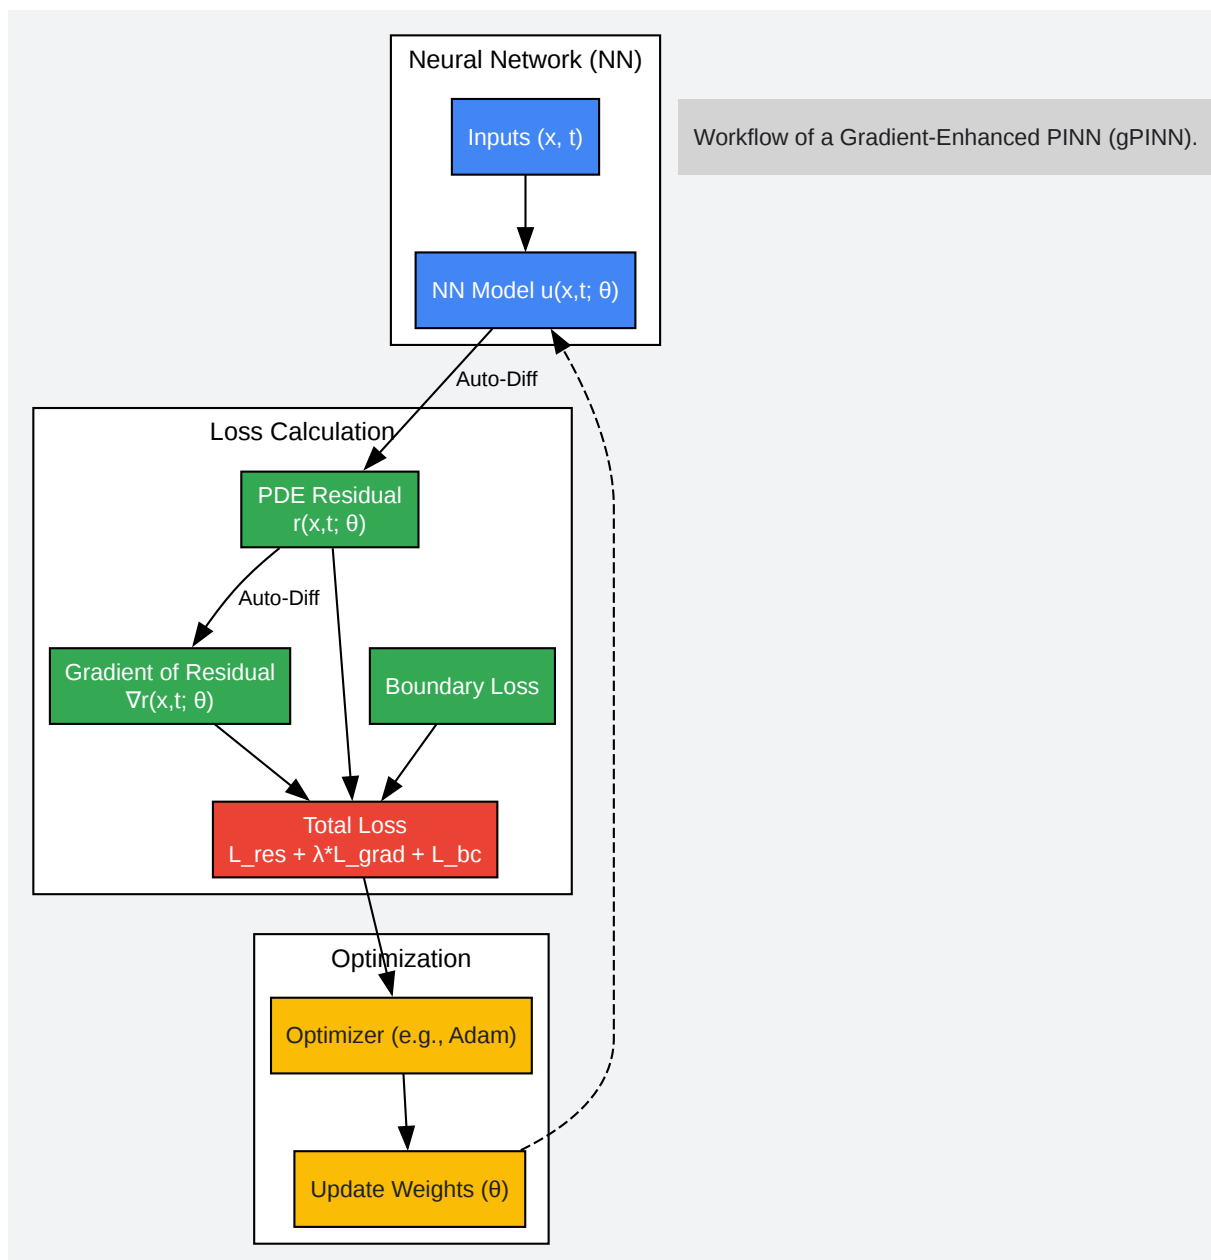 Neural Network (NN)
Inputs (x, t)
Workflow of a Gradient-Enhanced PINN (gPINN).
NN Model u(x,t; θ)
Auto-Diff
Loss Calculation
PDE Residual
r(x,t; θ)
Auto-Diff
Gradient of Residual
∇r(x,t; θ)
Boundary Loss
Total Loss
L_res + λ*L_grad + L_bc
Optimization
Optimizer (e.g., Adam)
Update Weights (θ)